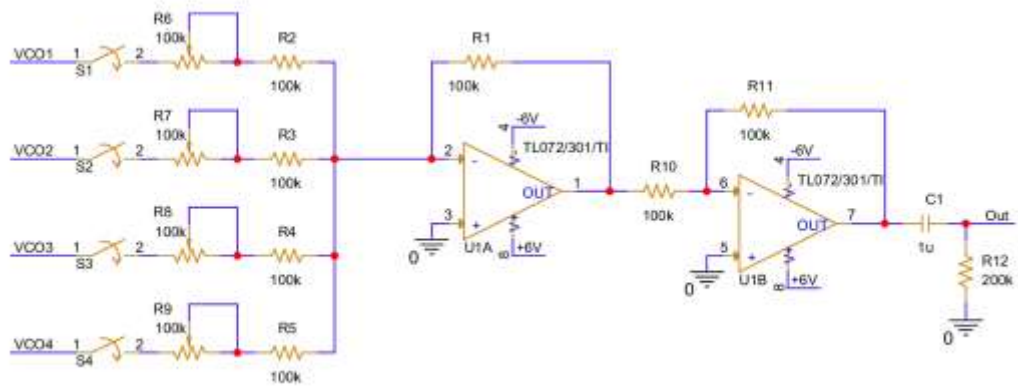 R6
100k
R2
VCO1
1
2
S1
100k
R1
100k
R11
100k
R7
100k
R3
VCO2
1
2
S2
100k
2
-
4
-6V
TL072/301/TI
OUT
1
3
+
8
+6V
U1A
0
R10
100k
6
-
4
-6V
TL072/301/TI
OUT
7
5
+
8
+6V
U1B
0
C1
1u
Out
R12
200k
0
R8
100k
R4
VCO3
1
2
S3
100k
R9
100k
R5
VCO4
1
2
S4
100k